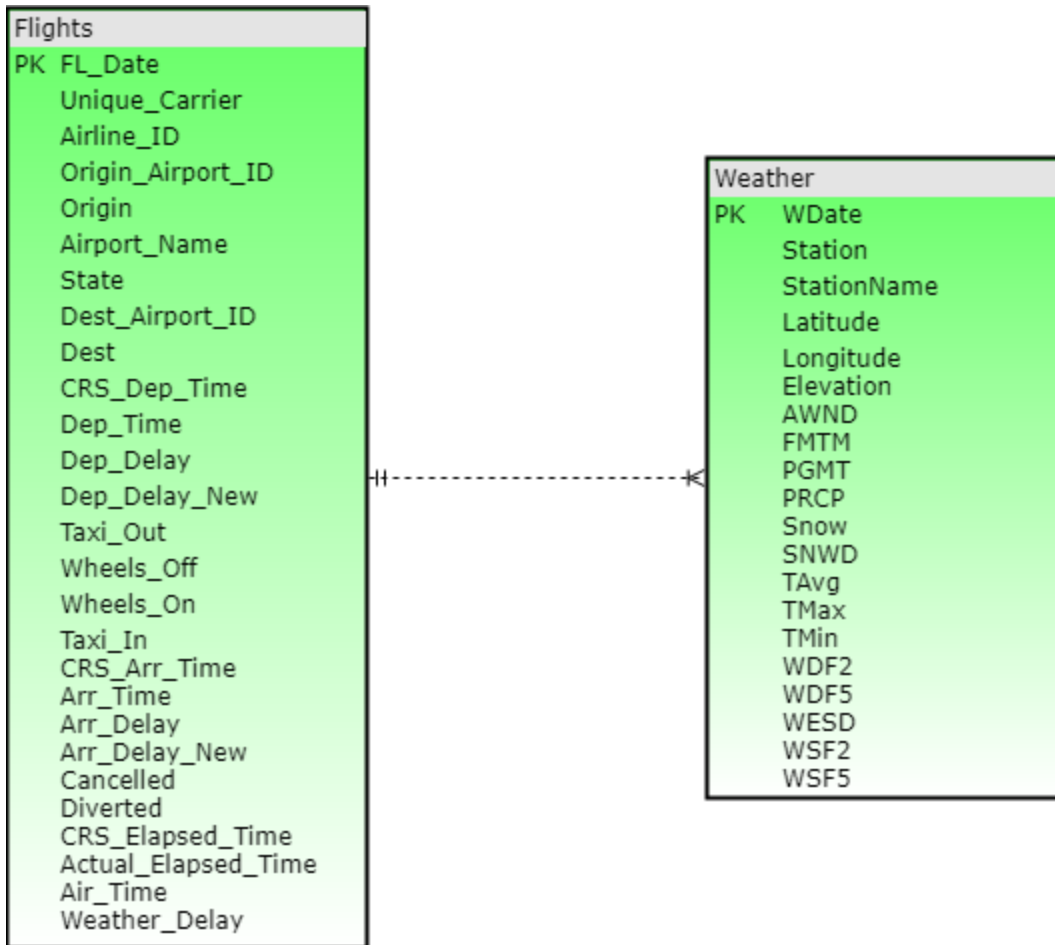 Flights
PK FL_Date
Unique_Carrier
Airline_ID
Origin_Airport_ID
Origin
Airport_Name
State
Dest_Airport_ID
Dest
CRS_Dep_Time
Dep_Time
Dep_Delay
Dep_Delay_New
Taxi_Out
Wheels_Off
Wheels_On
Taxi_In
CRS_Arr_Time
Arr_Time
Arr_Delay
Arr_Delay_New
Cancelled
Diverted
CRS_Elapsed_Time
Actual_Elapsed_Time
Air_Time
Weather_Delay
Weather
PK WDate
Station
StationName
Latitude
Longitude
Elevation
AWND
FMTM
PGMT
PRCP
Snow
SNWD
TAvg
TMax
TMin
WDF2
WDF5
WESD
WSF2
WSF5